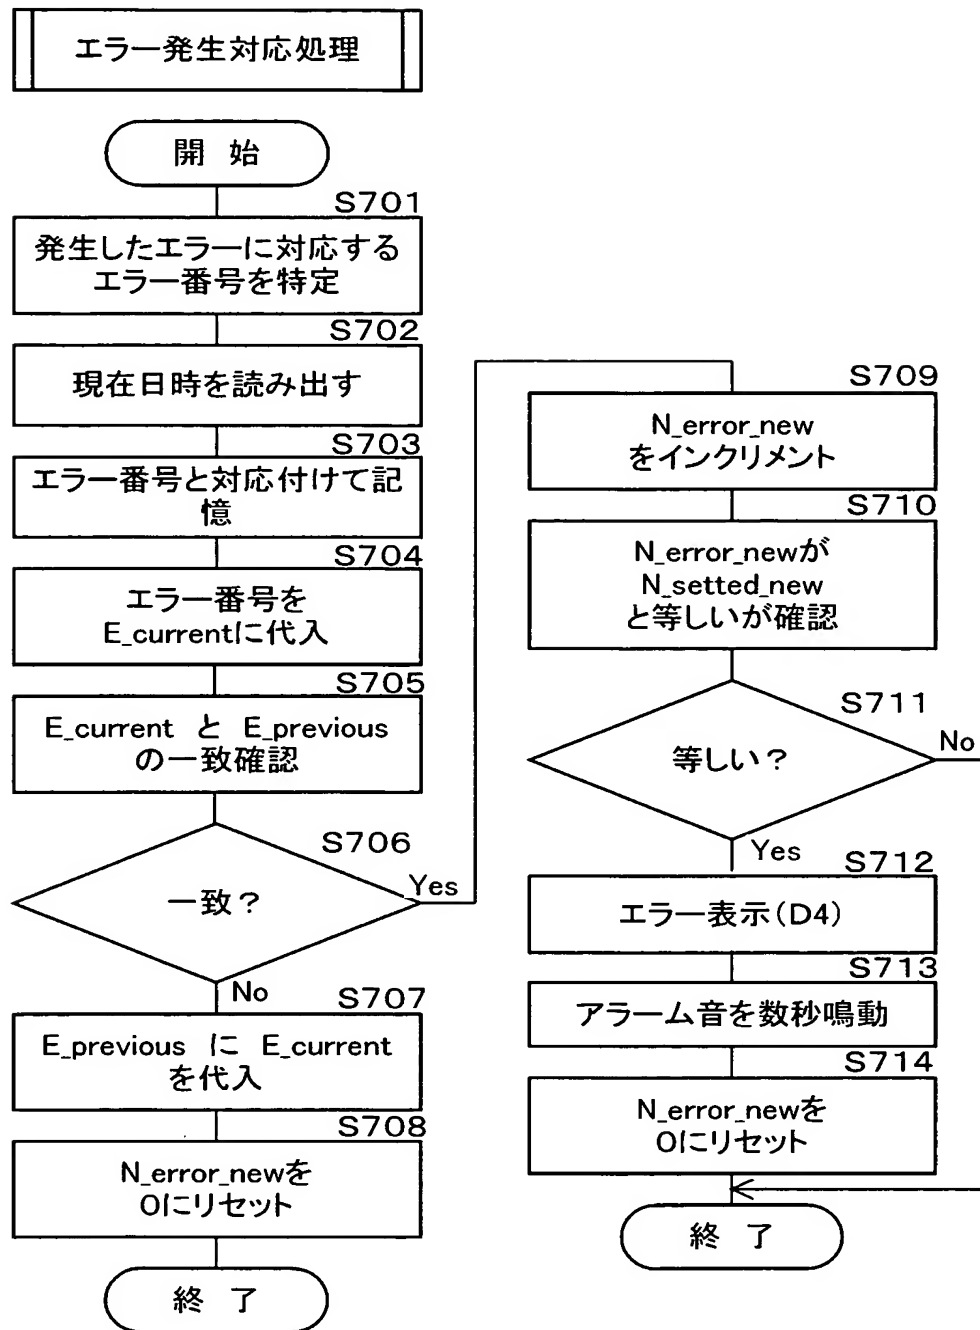 エラー発生対応処理
開 始
S701
発生したエラーに対応する
エラー番号を特定
S702
現在日時を読み出す
S703
エラー番号と対応付けて記
憶
S704
エラー番号を
E_currentに代入
S705
E_current と E_previous
の一致確認
S706
一致？
Yes
No
S707
E_previous に E_current
を代入
S708
N_error_newを
0にリセット
終 了
S709
N_error_new
をインクリメント
S710
N_error_newが
N_setted_new
と等しいが確認
S711
等しい？
No
Yes
S712
エラー表示(D4)
S713
アラーム音を数秒鳴動
S714
N_error_newを
0にリセット
終 了